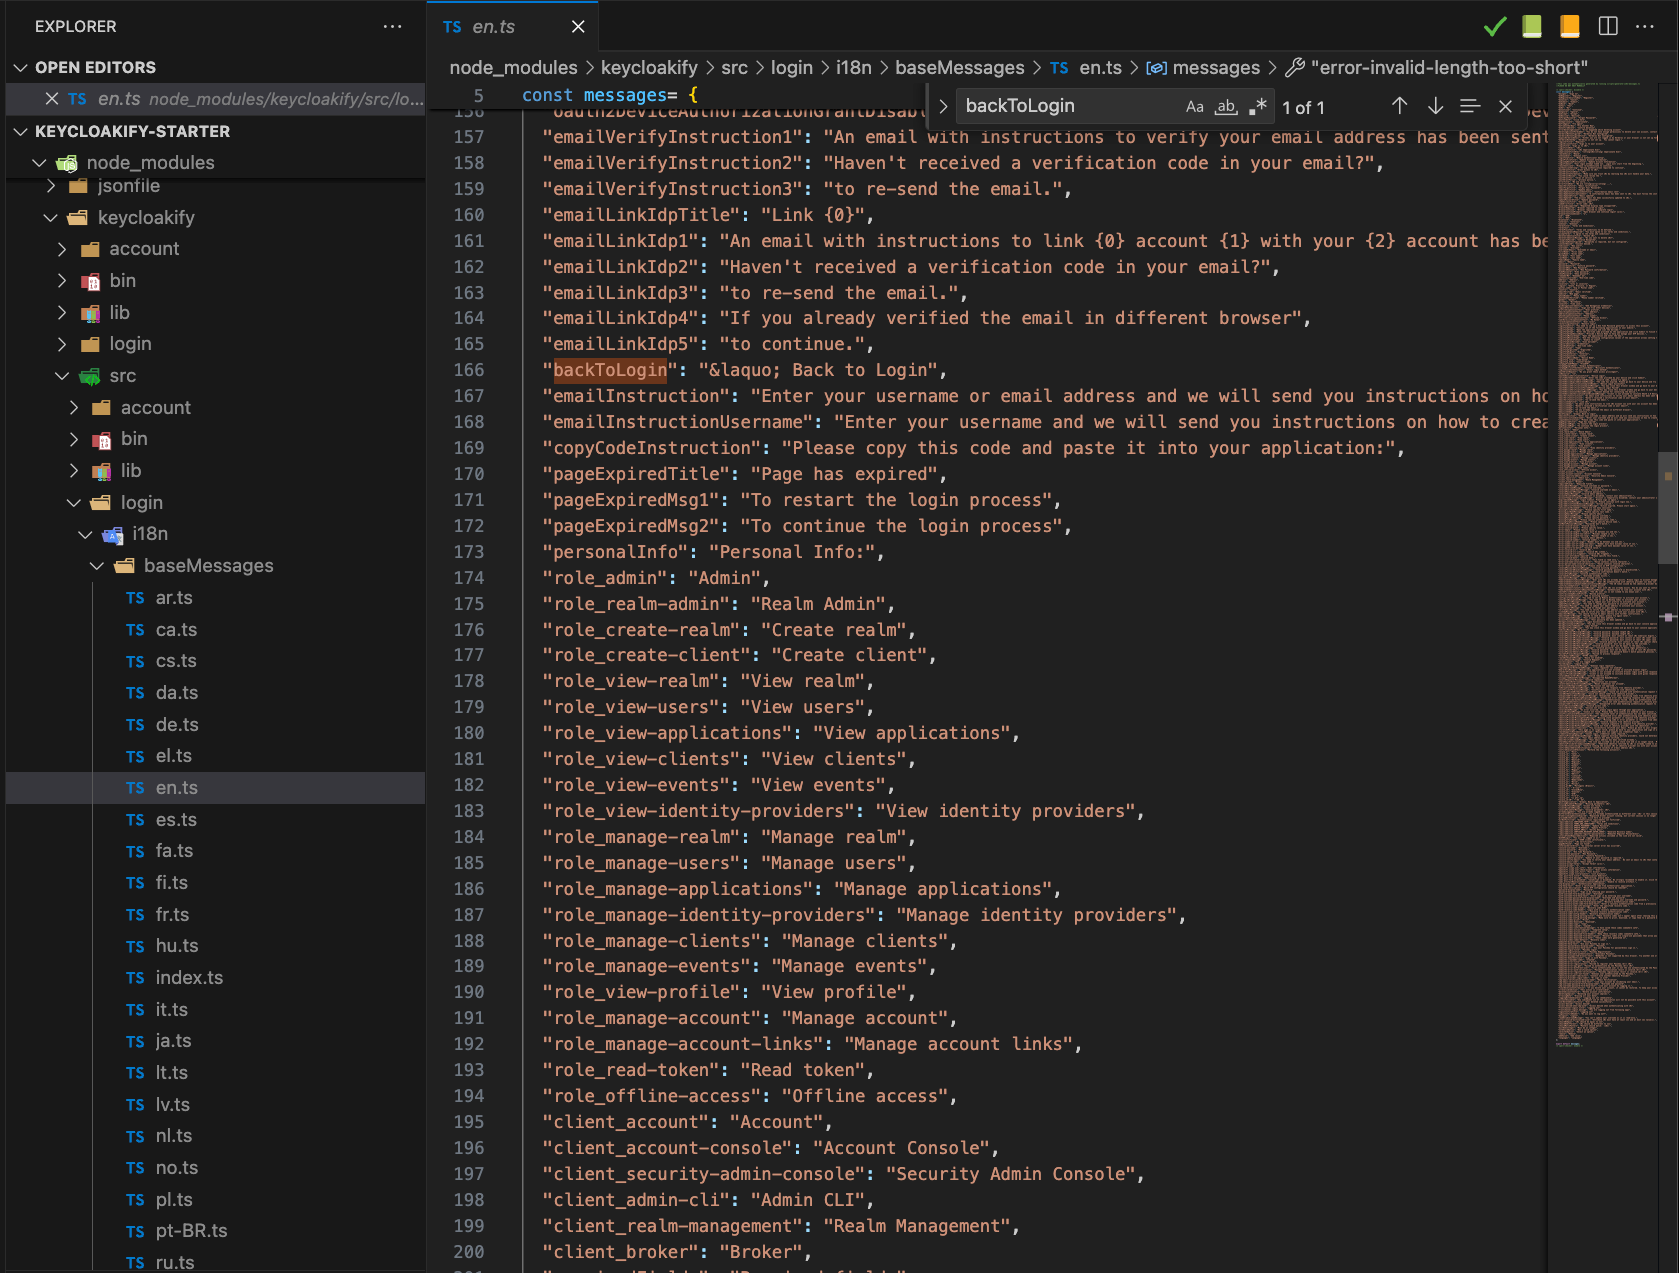 EXPLORER
OPEN EDITORS
TS en.ts node_modules/keycloakify/src/lo...
KEYCLOAKIFY-STARTER
node_modules
jsonfile
keycloakify
account
bin
lib
login
src
account
bin
lib
login
i18n
baseMessages
TS ar.ts
TS ca.ts
TS cs.ts
TS da.ts
TS de.ts
TS el.ts
TS en.ts
TS es.ts
TS fa.ts
TS fi.ts
TS fr.ts
TS hu.ts
TS index.ts
TS it.ts
TS ja.ts
TS lt.ts
TS lv.ts
TS nl.ts
TS no.ts
TS pl.ts
TS pt-BR.ts
TS ru.ts
TS en.ts
node_modules > keycloakify > src > login > i18n > baseMessages > TS en.ts > messages > "error-invalid-length-too-short"
backToLogin Aa ab .* 1 of 1
5 const messages= {
157 "emailVerifyInstruction1": "An email with instructions to verify your email address has been sent
158 "emailVerifyInstruction2": "Haven't received a verification code in your email?",
159 "emailVerifyInstruction3": "to re-send the email.",
160 "emailLinkIdpTitle": "Link {0}",
161 "emailLinkIdp1": "An email with instructions to link {0} account {1} with your {2} account has be
162 "emailLinkIdp2": "Haven't received a verification code in your email?",
163 "emailLinkIdp3": "to re-send the email.",
164 "emailLinkIdp4": "If you already verified the email in different browser",
165 "emailLinkIdp5": "to continue.",
166 "backToLogin": "&laquo; Back to Login",
167 "emailInstruction": "Enter your username or email address and we will send you instructions on ho
168 "emailInstructionUsername": "Enter your username and we will send you instructions on how to crea
169 "copyCodeInstruction": "Please copy this code and paste it into your application:",
170 "pageExpiredTitle": "Page has expired",
171 "pageExpiredMsg1": "To restart the login process",
172 "pageExpiredMsg2": "To continue the login process",
173 "personalInfo": "Personal Info:",
174 "role_admin": "Admin",
175 "role_realm-admin": "Realm Admin",
176 "role_create-realm": "Create realm",
177 "role_create-client": "Create client",
178 "role_view-realm": "View realm",
179 "role_view-users": "View users",
180 "role_view-applications": "View applications",
181 "role_view-clients": "View clients",
182 "role_view-events": "View events",
183 "role_view-identity-providers": "View identity providers",
184 "role_manage-realm": "Manage realm",
185 "role_manage-users": "Manage users",
186 "role_manage-applications": "Manage applications",
187 "role_manage-identity-providers": "Manage identity providers",
188 "role_manage-clients": "Manage clients",
189 "role_manage-events": "Manage events",
190 "role_view-profile": "View profile",
191 "role_manage-account": "Manage account",
192 "role_manage-account-links": "Manage account links",
193 "role_read-token": "Read token",
194 "role_offline-access": "Offline access",
195 "client_account": "Account",
196 "client_account-console": "Account Console",
197 "client_security-admin-console": "Security Admin Console",
198 "client_admin-cli": "Admin CLI",
199 "client_realm-management": "Realm Management",
200 "client_broker": "Broker",